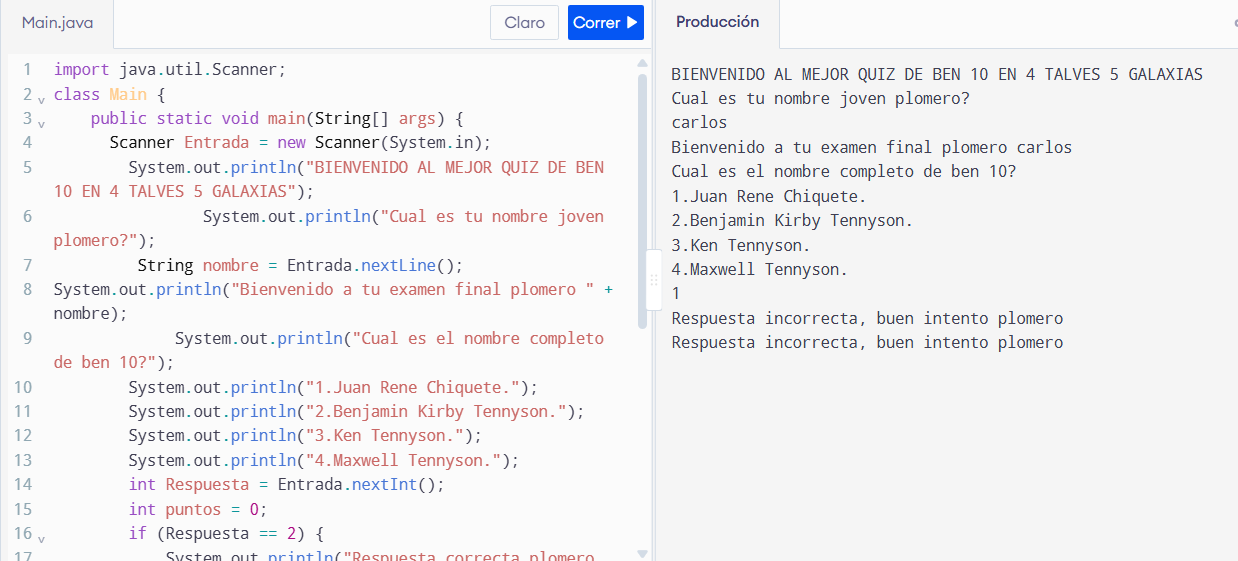 Main.java
Claro
Correr
1 import java.util.Scanner;
2 class Main {
3 public static void main(String[] args) {
4 Scanner Entrada = new Scanner(System.in);
5 System.out.println("BIENVENIDO AL MEJOR QUIZ DE BEN
10 EN 4 TALVES 5 GALAXIAS");
6 System.out.println("Cual es tu nombre joven
plomero?");
7 String nombre = Entrada.nextLine();
8 System.out.println("Bienvenido a tu examen final plomero " +
nombre);
9 System.out.println("Cual es el nombre completo
de ben 10?");
10 System.out.println("1.Juan Rene Chiquete.");
11 System.out.println("2.Benjamin Kirby Tennyson.");
12 System.out.println("3.Ken Tennyson.");
13 System.out.println("4.Maxwell Tennyson.");
14 int Respuesta = Entrada.nextInt();
15 int puntos = 0;
16 if (Respuesta == 2) {
17 System.out.println("Respuesta correcta plomero
Producción
BIENVENIDO AL MEJOR QUIZ DE BEN 10 EN 4 TALVES 5 GALAXIAS
Cual es tu nombre joven plomero?
carlos
Bienvenido a tu examen final plomero carlos
Cual es el nombre completo de ben 10?
1.Juan Rene Chiquete.
2.Benjamin Kirby Tennyson.
3.Ken Tennyson.
4.Maxwell Tennyson.
1
Respuesta incorrecta, buen intento plomero
Respuesta incorrecta, buen intento plomero